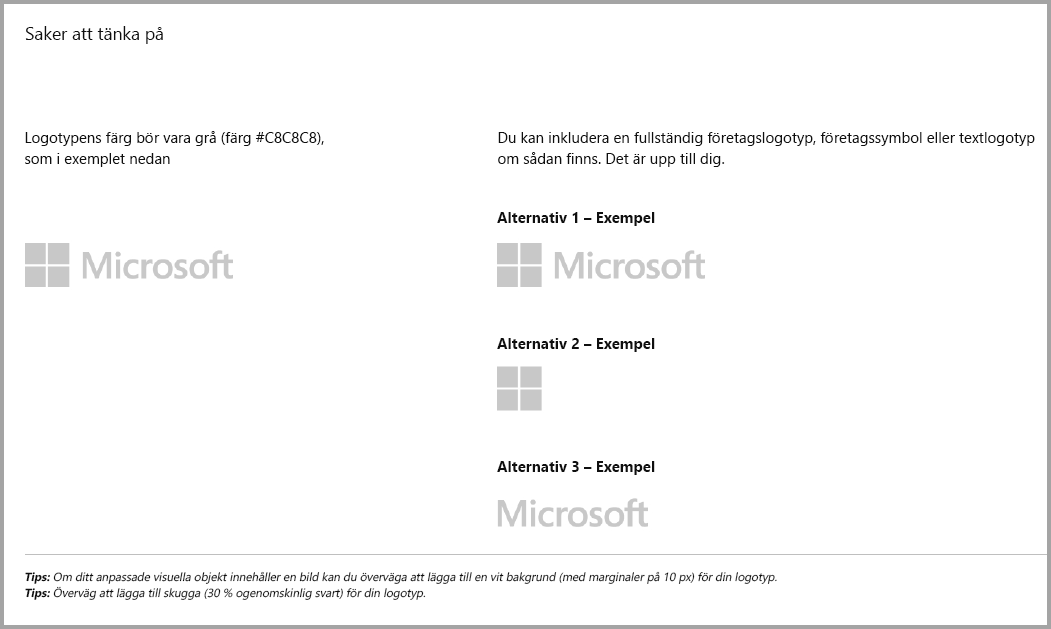 Saker att tänka på
Logotypens färg bör vara grå (färg #C8C8C8),
som i exemplet nedan
Microsoft
Du kan inkludera en fullständig företagslogotyp, företagssymbol eller textlogotyp
om sådan finns. Det är upp till dig.
Alternativ 1 – Exempel
Microsoft
Alternativ 2 – Exempel
Alternativ 3 – Exempel
Microsoft
Tips: Om ditt anpassade visuella objekt innehåller en bild kan du överväga att lägga till en vit bakgrund (med marginaler på 10 px) för din logotyp.
Tips: Överväg att lägga till skugga (30 % ogenomskinlig svart) för din logotyp.